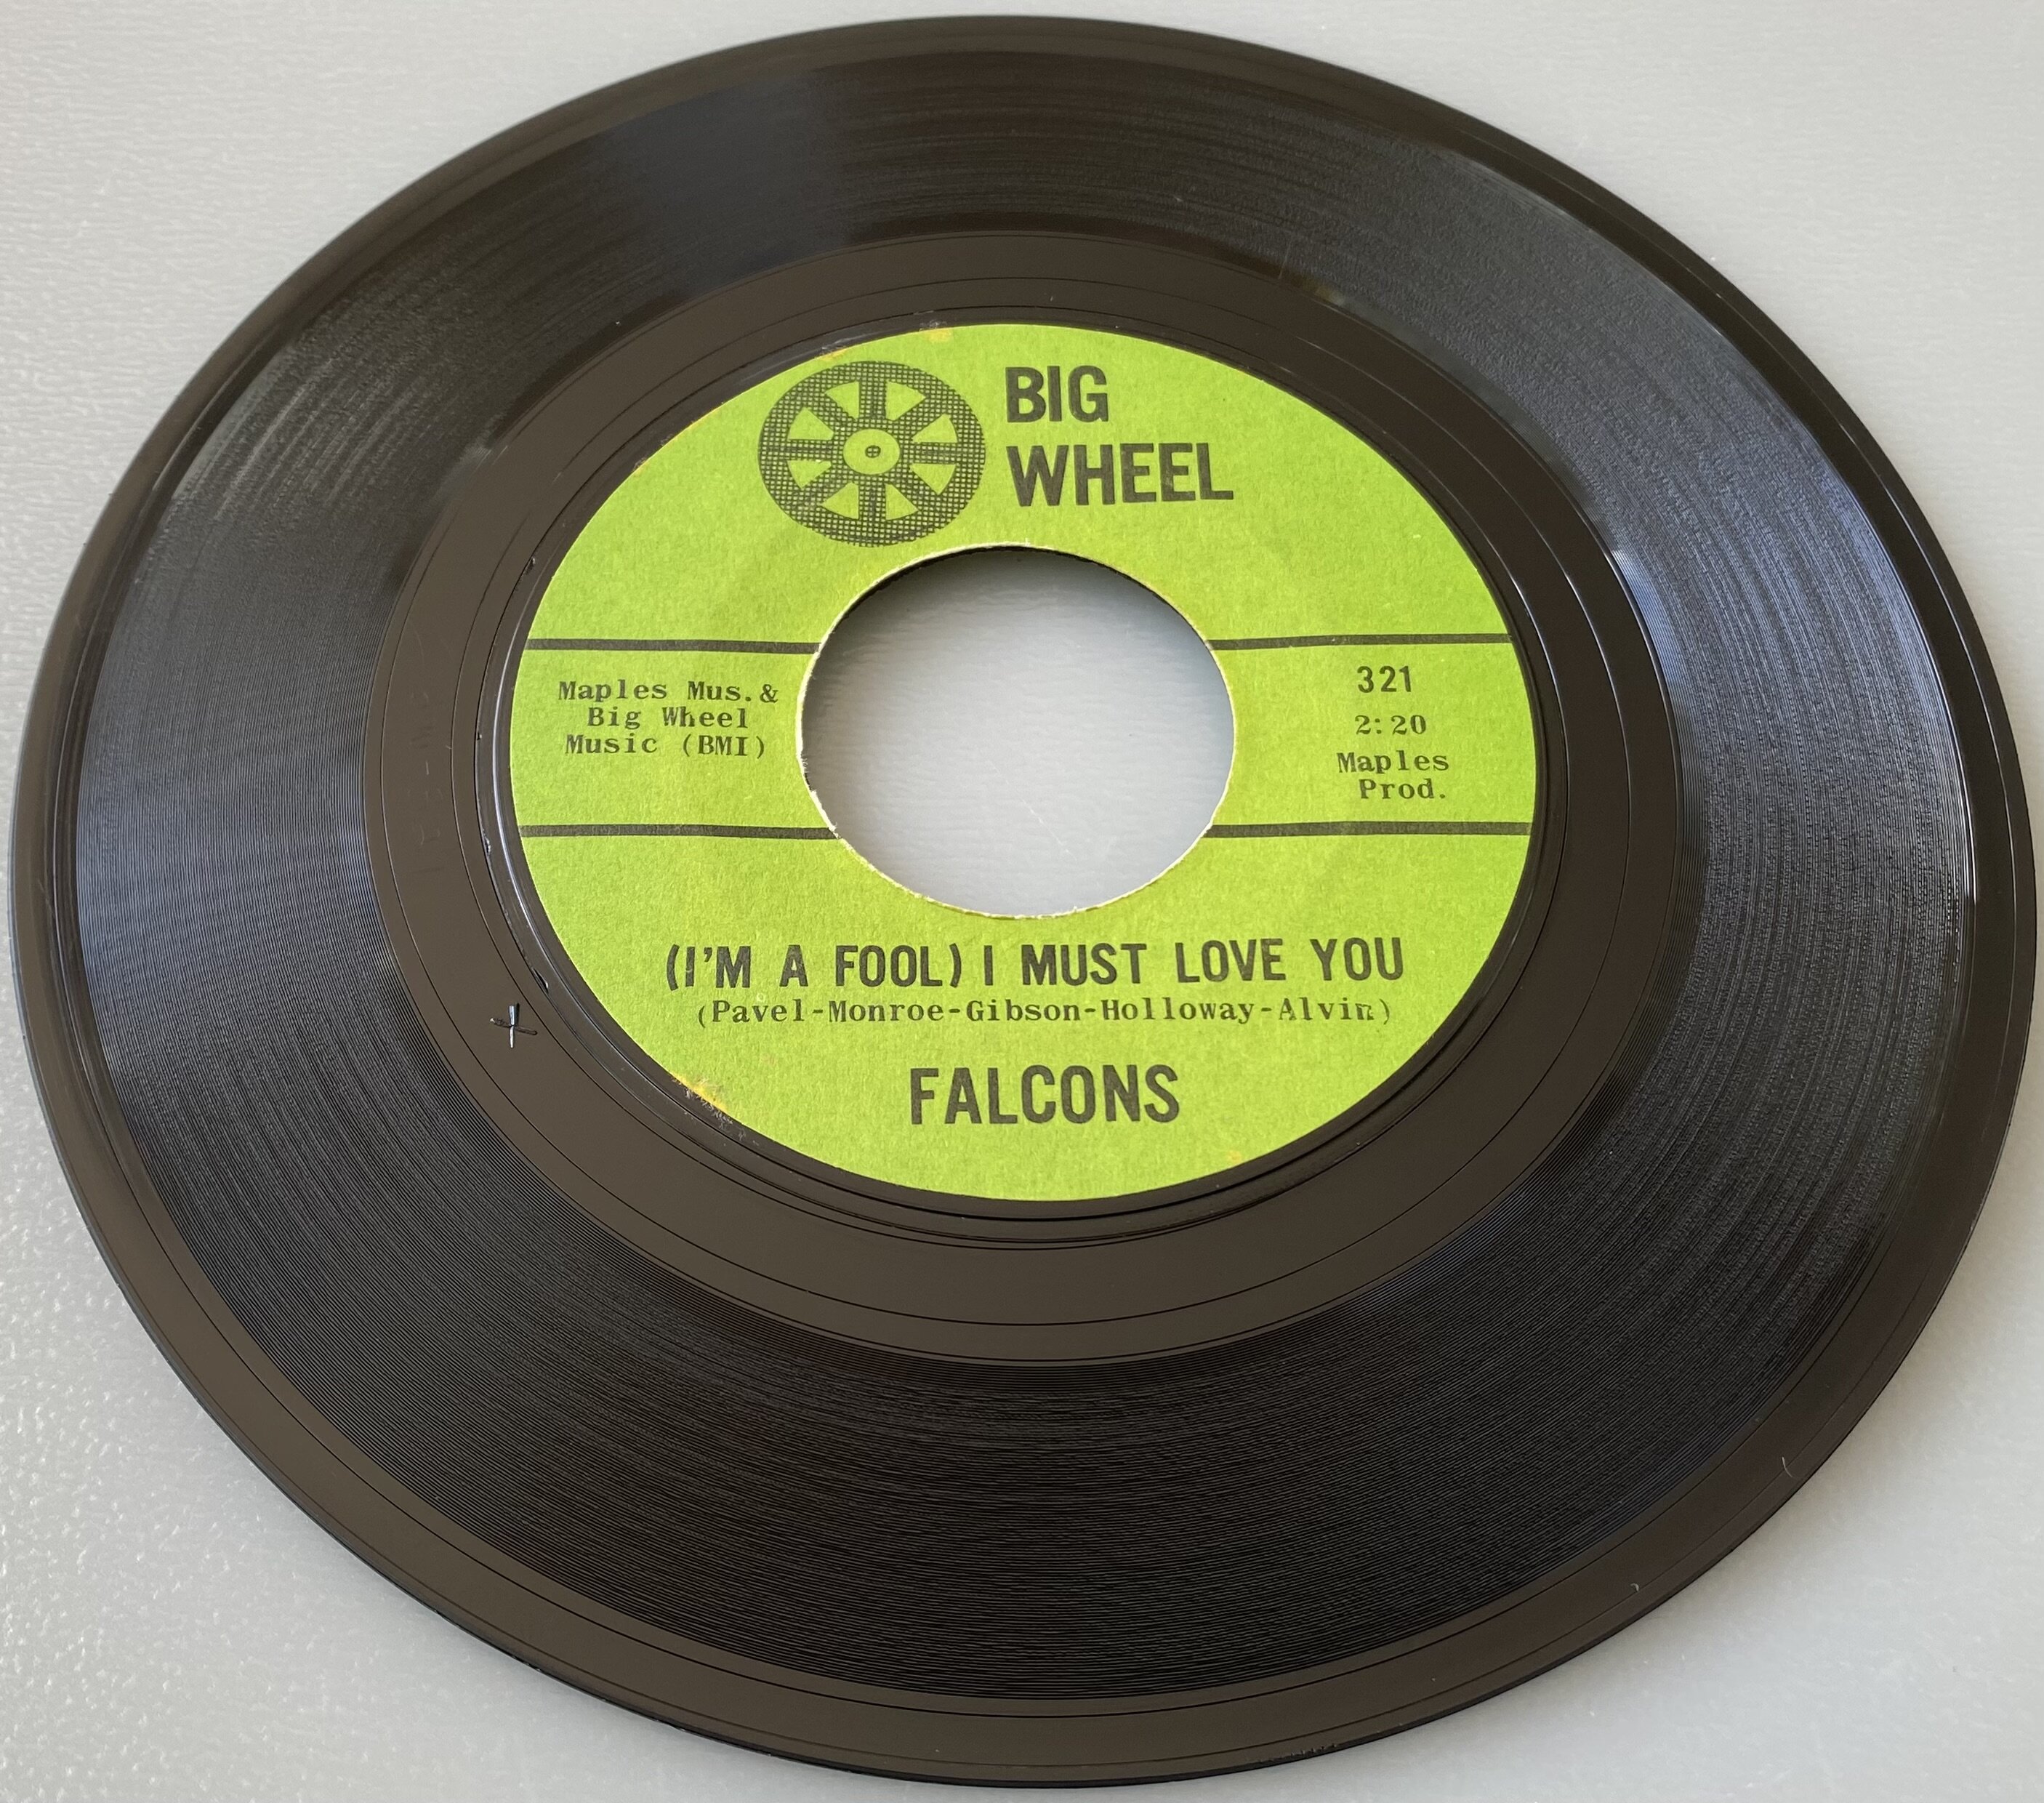 BIG
WHEEL
Maples Mus.&
Big Wheel
Music (BMI)
321
2:20
Maples
Prod.
(I'M A FOOL) I MUST LOVE YOU
(Pavel-Monroe-Gibson-Holloway-Alvin)
FALCONS